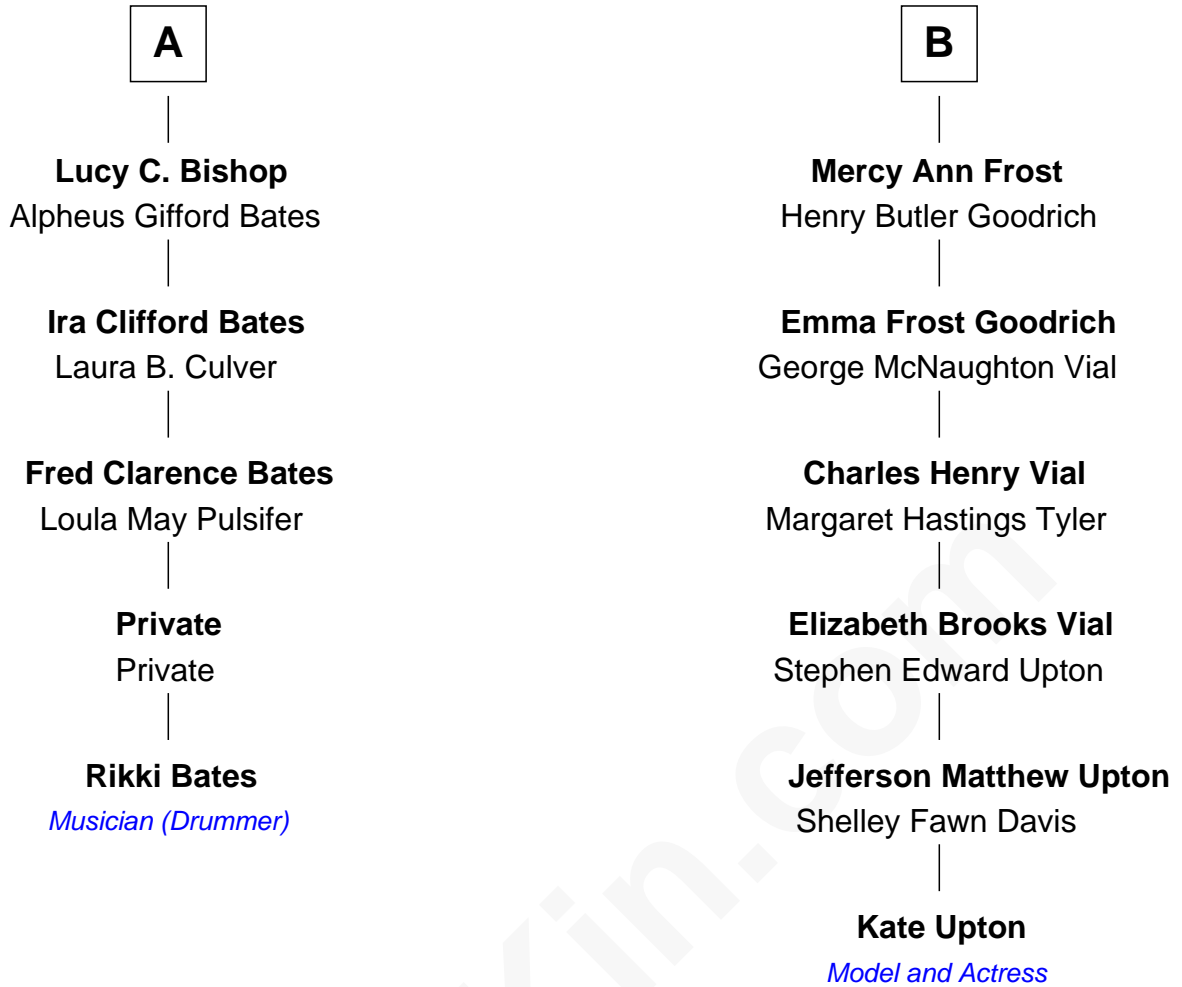 A
Lucy C. Bishop
Alpheus Gifford Bates
Ira Clifford Bates
Laura B. Culver
Fred Clarence Bates
Loula May Pulsifer
Private
Private
Rikki Bates
Musician (Drummer)
B
Mercy Ann Frost
Henry Butler Goodrich
Emma Frost Goodrich
George McNaughton Vial
Charles Henry Vial
Margaret Hastings Tyler
Elizabeth Brooks Vial
Stephen Edward Upton
Jefferson Matthew Upton
Shelley Fawn Davis
Kate Upton
Model and Actress
Kin.com